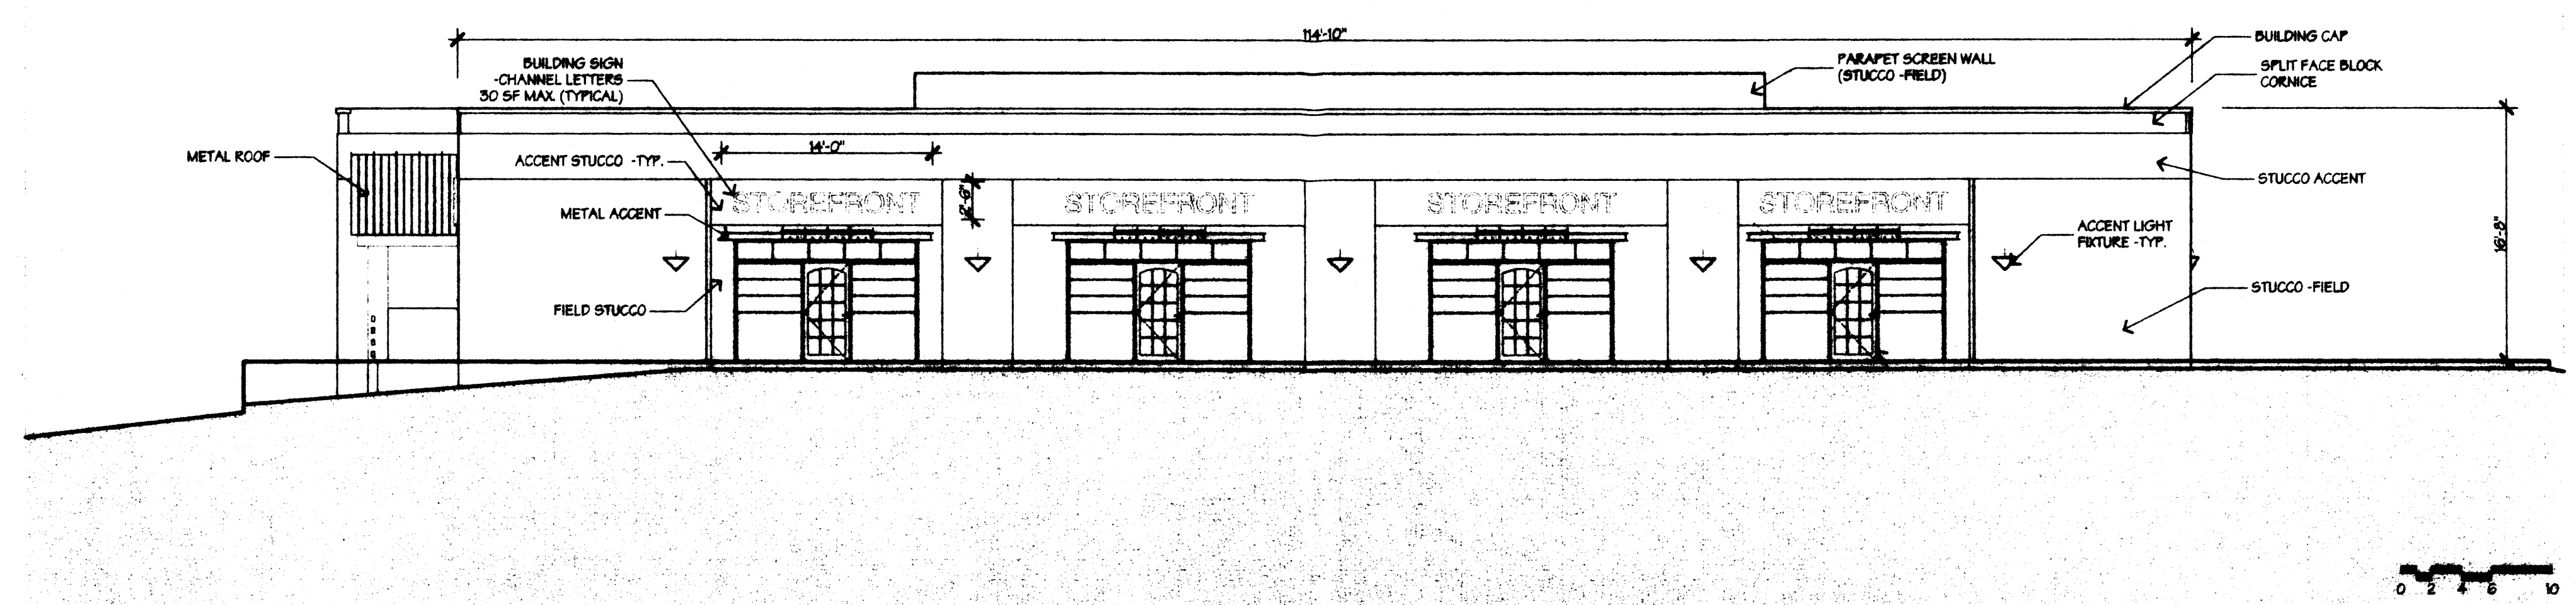 114'-10"
BUILDING CAP
BUILDING SIGN
-CHANNEL LETTERS
30 SF MAX. (TYPICAL)
PARAPET SCREEN WALL
(STUCCO -FIELD)
SPLIT FACE BLOCK
CORNICE
METAL ROOF
ACCENT STUCCO -TYP.
14'-0"
STUCCO ACCENT
METAL ACCENT
STOREFRONT
STOREFRONT
STOREFRONT
STOREFRONT
ACCENT LIGHT
FIXTURE -TYP.
16'-8"
FIELD STUCCO
STUCCO -FIELD
0 2 4 6 10